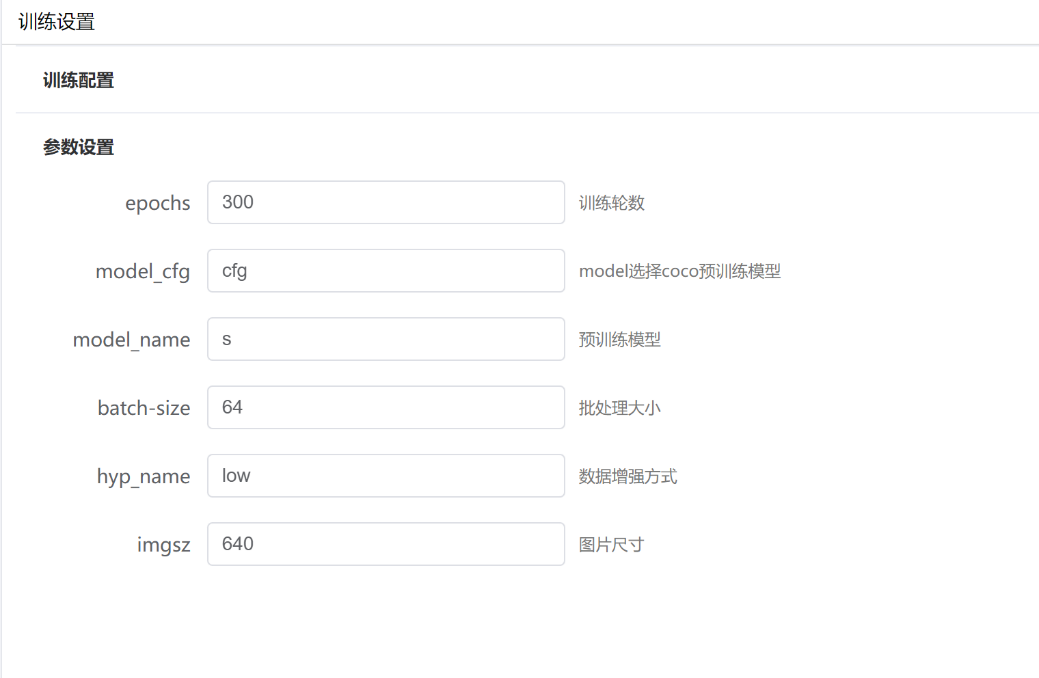 训练设置
训练配置
参数设置
epochs 300 训练轮数
model_cfg cfg model选择coco预训练模型
model_name s 预训练模型
batch-size 64 批处理大小
hyp_name low 数据增强方式
imgsz 640 图片尺寸